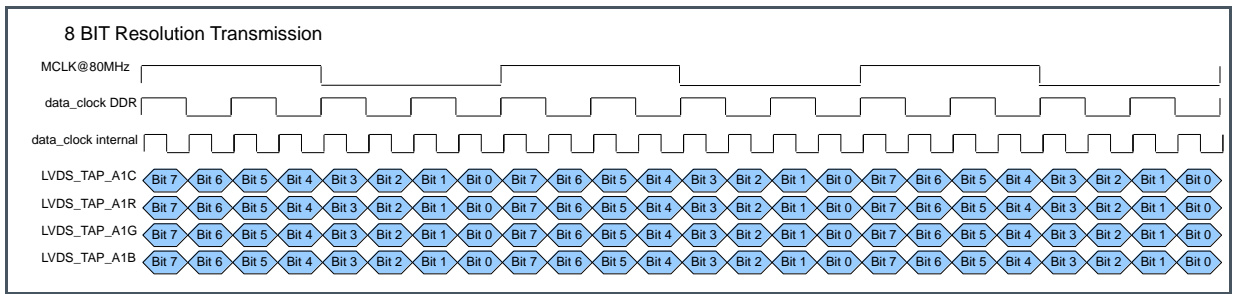 8 BIT Resolution Transmission
MCLK@80MHz
data_clock DDR
data_clock internal
LVDS_TAP_A1C Bit 7 Bit 6 Bit 5 Bit 4 Bit 3 Bit 2 Bit 1 Bit 0 Bit 7 Bit 6 Bit 5 Bit 4 Bit 3 Bit 2 Bit 1 Bit 0 Bit 7 Bit 6 Bit 5 Bit 4 Bit 3 Bit 2 Bit 1 Bit 0
LVDS_TAP_A1R Bit 7 Bit 6 Bit 5 Bit 4 Bit 3 Bit 2 Bit 1 Bit 0 Bit 7 Bit 6 Bit 5 Bit 4 Bit 3 Bit 2 Bit 1 Bit 0 Bit 7 Bit 6 Bit 5 Bit 4 Bit 3 Bit 2 Bit 1 Bit 0
LVDS_TAP_A1G Bit 7 Bit 6 Bit 5 Bit 4 Bit 3 Bit 2 Bit 1 Bit 0 Bit 7 Bit 6 Bit 5 Bit 4 Bit 3 Bit 2 Bit 1 Bit 0 Bit 7 Bit 6 Bit 5 Bit 4 Bit 3 Bit 2 Bit 1 Bit 0
LVDS_TAP_A1B Bit 7 Bit 6 Bit 5 Bit 4 Bit 3 Bit 2 Bit 1 Bit 0 Bit 7 Bit 6 Bit 5 Bit 4 Bit 3 Bit 2 Bit 1 Bit 0 Bit 7 Bit 6 Bit 5 Bit 4 Bit 3 Bit 2 Bit 1 Bit 0